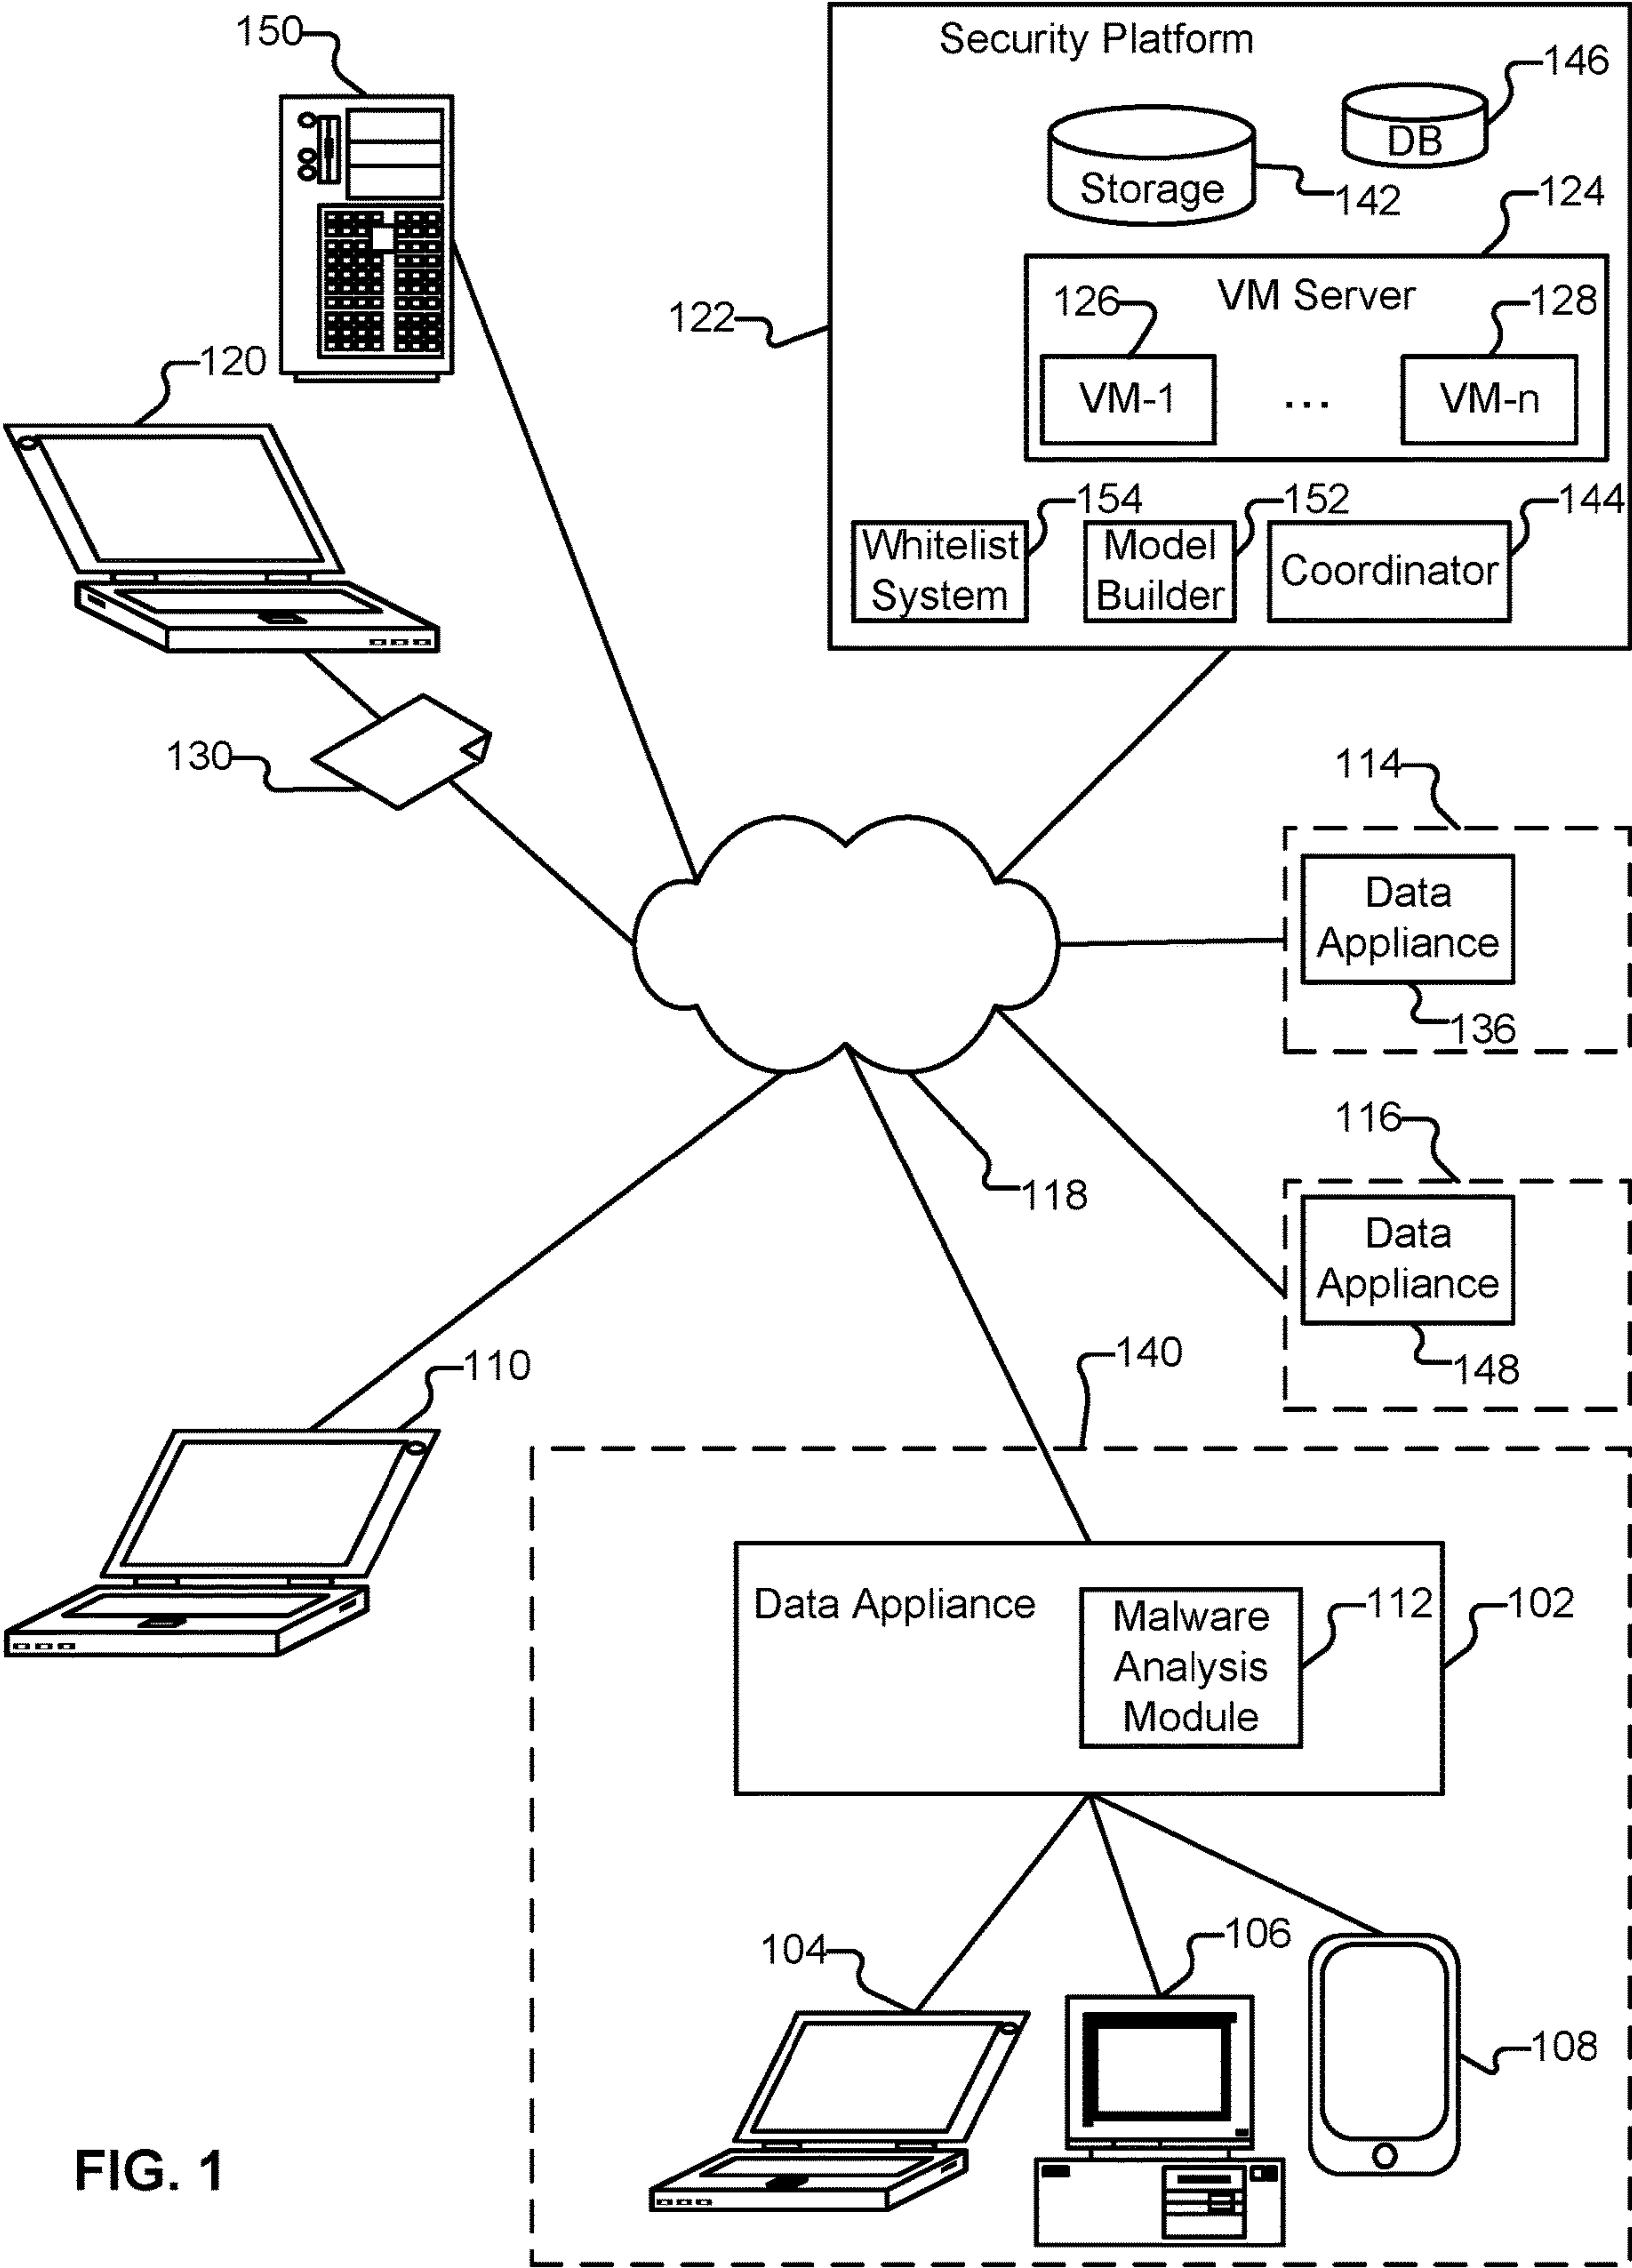 150
Security Platform
146
DB
Storage
142
124
120
122
VM Server
126
128
VM-1
...
VM-n
154
152
144
Whitelist
System
Model
Builder
Coordinator
130
114
Data
Appliance
136
116
118
Data
Appliance
148
140
110
Data Appliance
Malware
Analysis
Module
112
102
104
106
108
FIG. 1